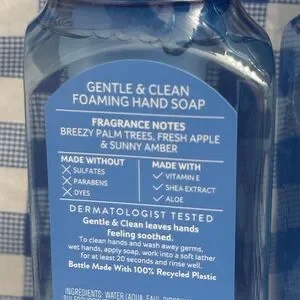 GENTLE & CLEAN
FOAMING HAND SOAP
FRAGRANCE NOTES
BREEZY PALM TREES, FRESH APPLE
& SUNNY AMBER
MADE WITHOUT
SULFATES
PARABENS
DYES
MADE WITH
VITAMIN E
SHEA EXTRACT
ALOE
DERMATOLOGIST TESTED
Gentle & Clean leaves hands
feeling soothed.
To clean hands and wash away germs,
wet hands, apply soap, work into a soft lather
for at least 20 seconds and rinse well.
Bottle Made With 100% Recycled Plastic
INGREDIENTS: WATER (AQUA, EAU),